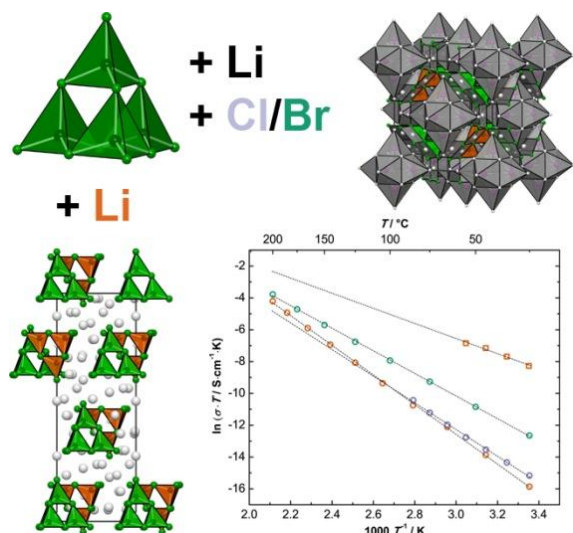 + Li
+ Cl/Br
+ Li
T / °C
200 150 100 50
ln (σ·T / S·cm⁻¹·K)
-2
-4
-6
-8
-10
-12
-14
-16
2.0 2.2 2.4 2.6 2.8 3.0 3.2 3.4
1000 T⁻¹ / K